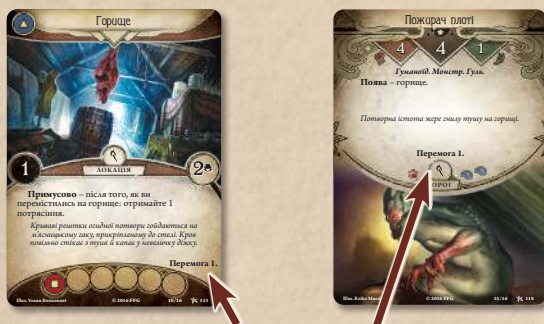 Горище
1
ЛОКАЦІЯ
2
Примусово – після того, як ви
перемістились на горище: отримайте 1
потрясіння.
Криваві рештки огидної потвори гойдаються на
м'ясницькому гаку, прикріпленому до стелі. Кров
повільно стікає з туші й капає у невеличку діжку.
Перемога 1.
© 2016 FFG
Пожирач плоті
4 4 1
Гуманоїд. Монстр. Гуль.
Поява – горище.
Потворна істота жере гнилу тушу на горищі.
Перемога 1.
ВОРОГ
© 2016 FFG
118